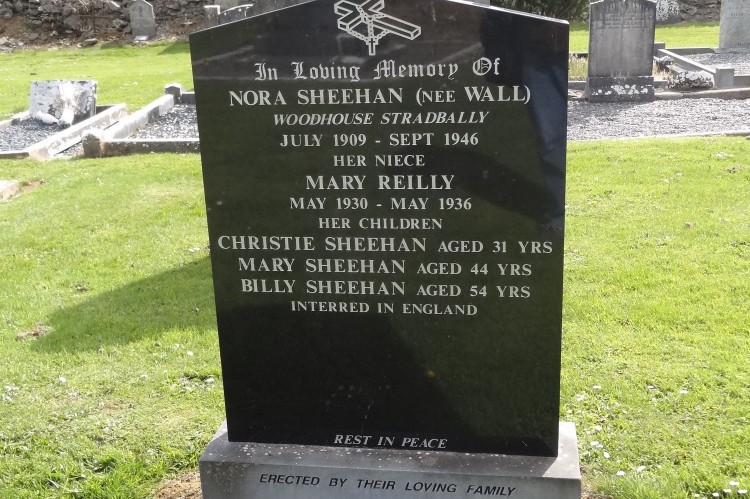 In Loving Memory Of
NORA SHEEHAN (NEE WALL)
WOODHOUSE STRADBALLY
JULY 1909 - SEPT 1946
HER NIECE
MARY REILLY
MAY 1930 - MAY 1936
HER CHILDREN
CHRISTIE SHEEHAN AGED 31 YRS
MARY SHEEHAN AGED 44 YRS
BILLY SHEEHAN AGED 54 YRS
INTERRED IN ENGLAND
REST IN PEACE
ERECTED BY THEIR LOVING FAMILY